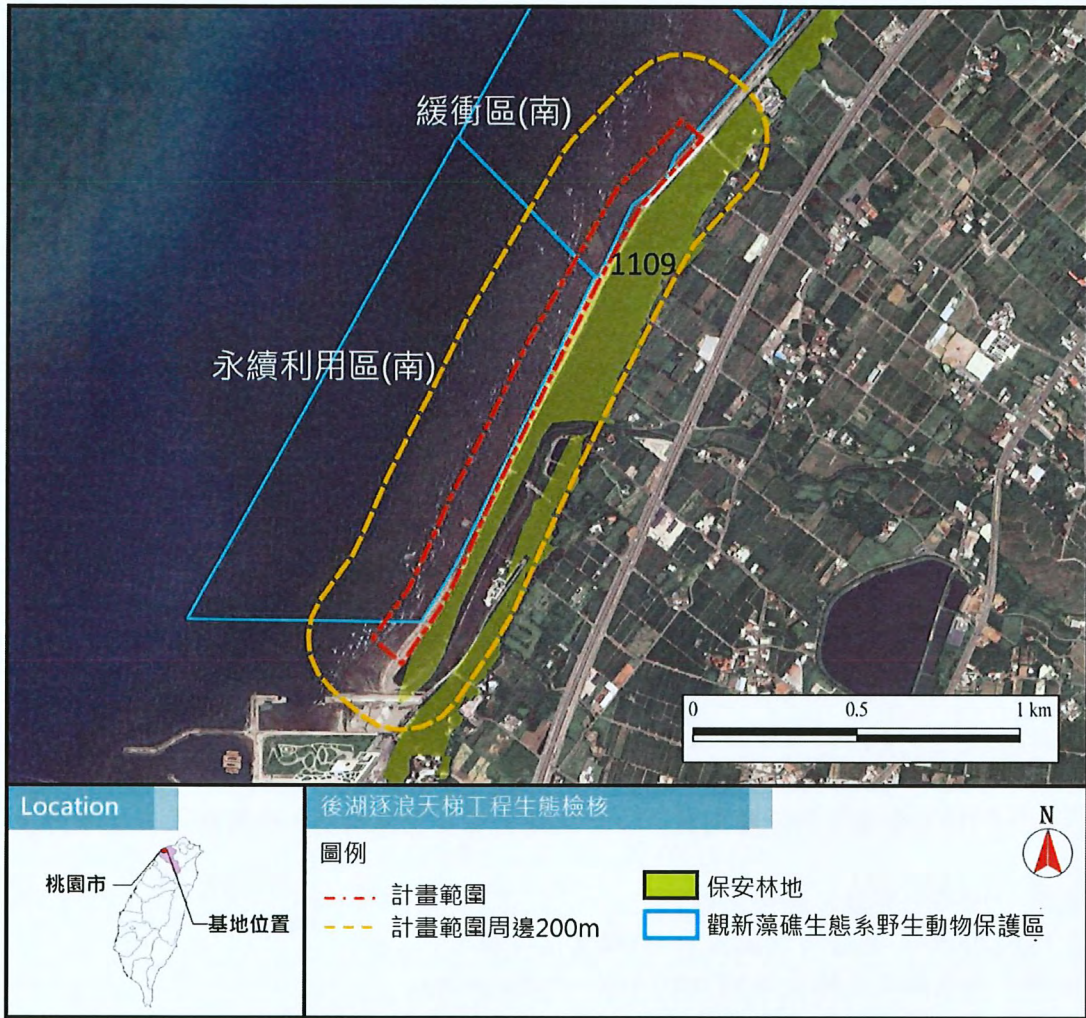 緩衝區(南)
1109
永續利用區(南)
0 0.5 1 km
Location
桃園市
基地位置
後湖逐浪天梯工程生態檢核
圖例
計畫範圍
計畫範圍周邊200m
保安林地
觀新藻礁生態系野生動物保護區
N